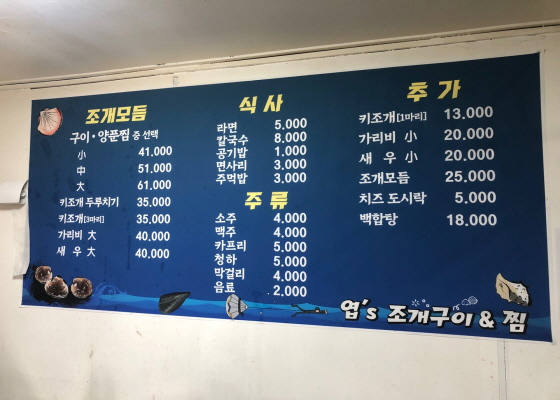 조개모듬
구이·양푼찜 중 선택
小 41.000
中 51.000
大 61.000
키조개 두루치기 35.000
키조개[3마리] 35.000
가리비 大 40.000
새 우 大 40.000
식 사
라면 5.000
칼국수 8.000
공기밥 1.000
면사리 3.000
주먹밥 3.000
주 류
소주 4.000
맥주 4.000
카프리 5.000
청하 5.000
막걸리 4.000
음료 2.000
추 가
키조개[1마리] 13.000
가리비 小 20.000
새 우 小 20.000
조개모듬 25.000
치즈 도시락 5.000
백합탕 18.000
엽's 조개구이 & 찜